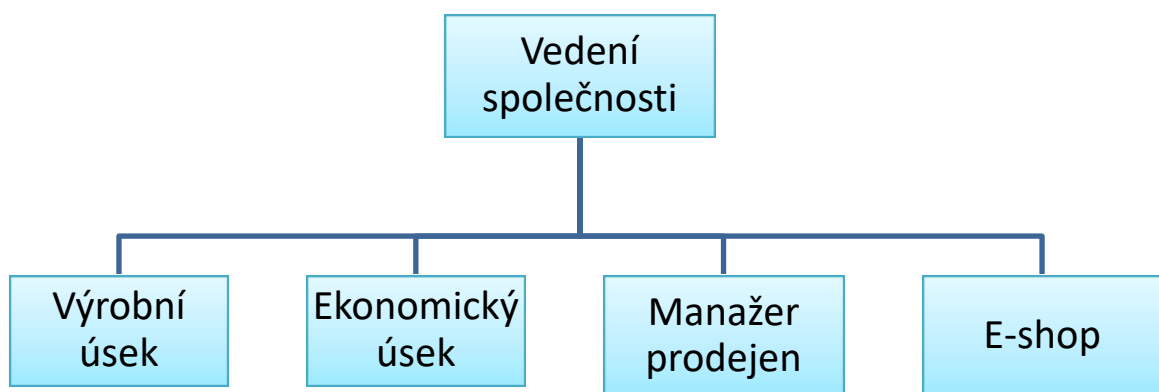 Vedení
společnosti
Výrobní
úsek
Ekonomický
úsek
Manažer
prodejen
E-shop